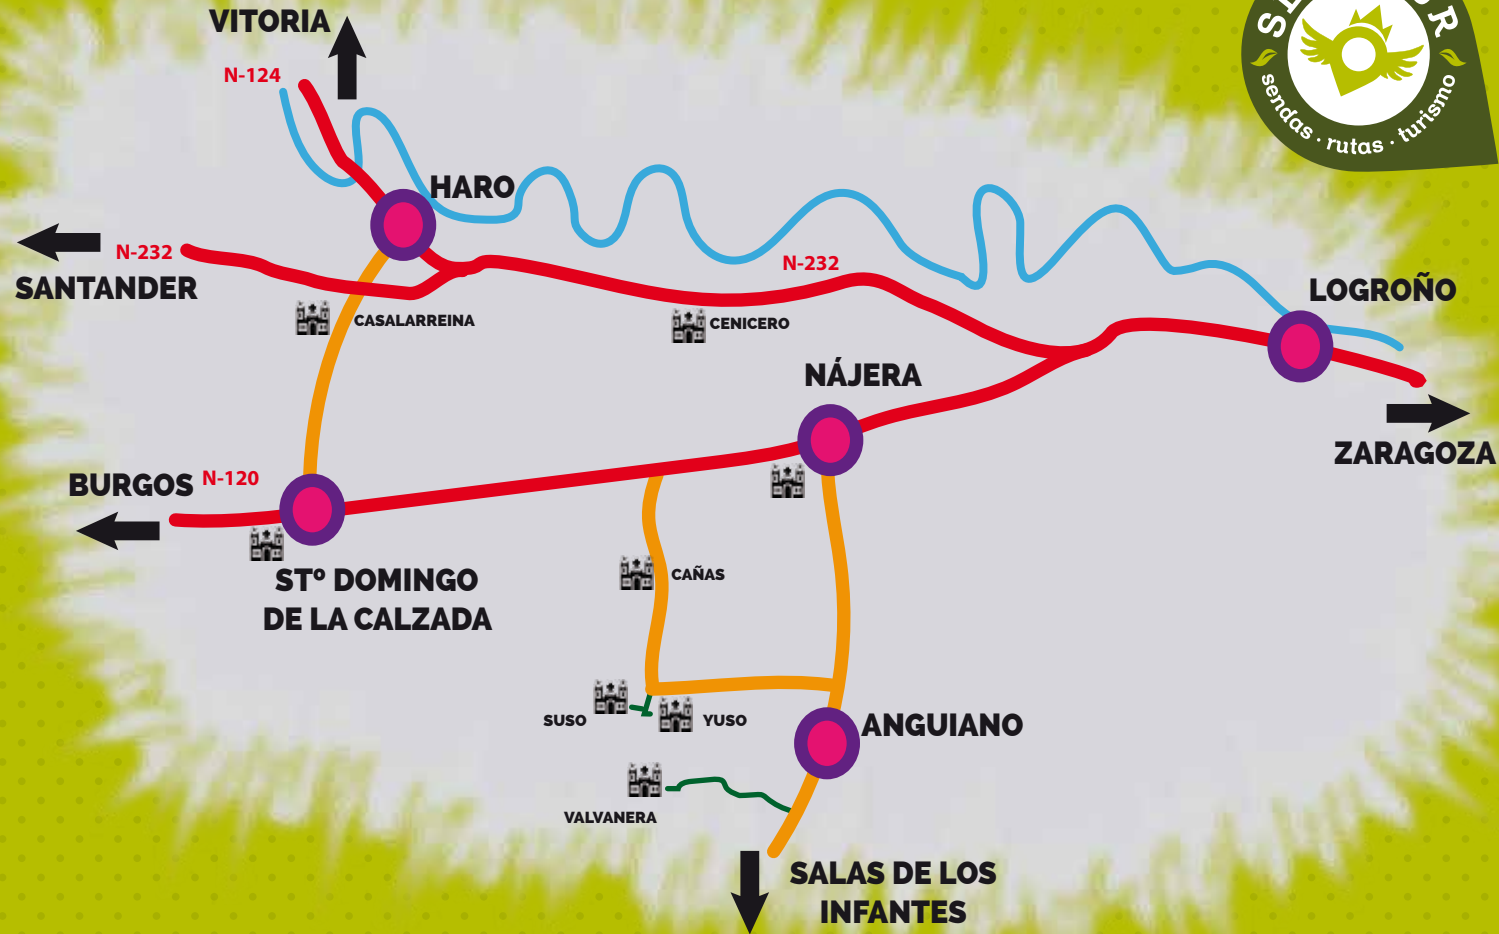 VITORIA
N-124
HARO
N-232
SANTANDER
CASALARREINA
N-232
CENICERO
LOGROÑO
ZARAGOZA
NÁJERA
BURGOS
N-120
STº DOMINGO
DE LA CALZADA
CAÑAS
SUSO
YUSO
ANGUIANO
VALVANERA
SALAS DE LOS
INFANTES
sendas · rutas · turismo